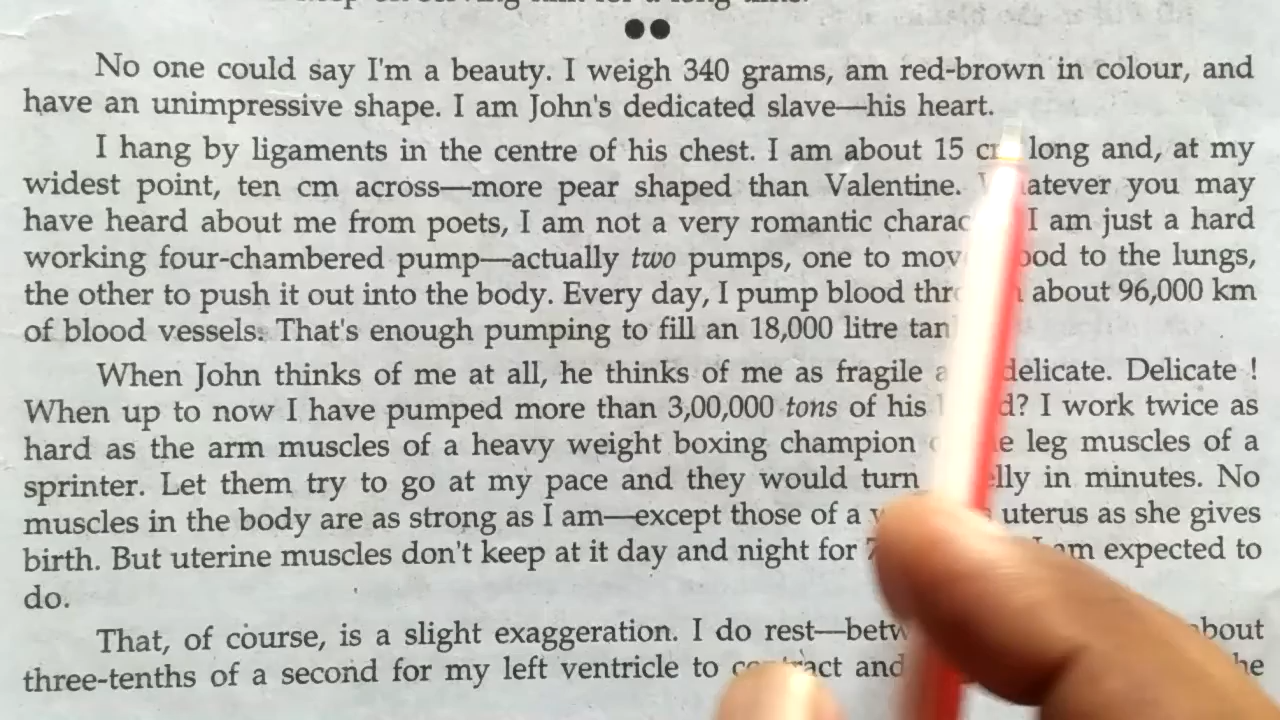 No one could say I'm a beauty. I weigh 340 grams, am red-brown in colour, and
have an unimpressive shape. I am John's dedicated slave—his heart.
I hang by ligaments in the centre of his chest. I am about 15 long and, at my
widest point, ten cm across—more pear shaped than Valentine. you may
have heard about me from poets, I am not a very romantic I am just a hard
working four-chambered pump—actually two pumps, one to to the lungs,
the other to push it out into the body. Every day, I pump blood about 96,000 km
of blood vessels. That's enough pumping to fill an 18,000 litre
When John thinks of me at all, he thinks of me as fragile delicate. Delicate !
When up to now I have pumped more than 3,00,000 tons of his I work twice as
hard as the arm muscles of a heavy weight boxing champion leg muscles of a
sprinter. Let them try to go at my pace and they would turn in minutes. No
muscles in the body are as strong as I am—except those of a uterus as she gives
birth. But uterine muscles don't keep at it day and night for am expected to
do.
That, of course, is a slight exaggeration. I do rest— about
three-tenths of a second for my left ventricle to and